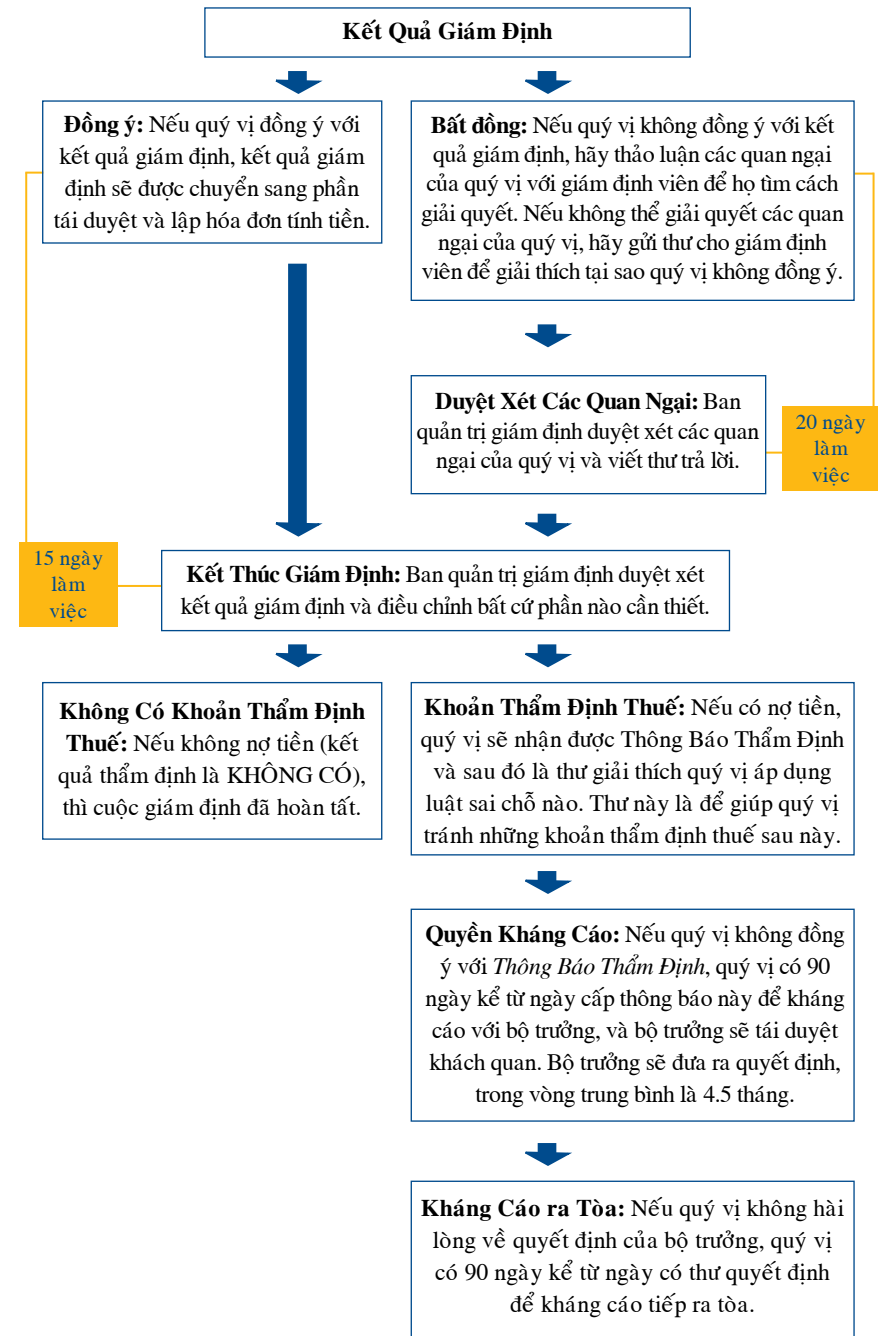 Kết Quả Giám Định
Đồng ý: Nếu quý vị đồng ý với
kết quả giám định, kết quả giám
định sẽ được chuyển sang phần
tái duyệt và lập hóa đơn tính tiền.
Bất đồng: Nếu quý vị không đồng ý với kết
quả giám định, hãy thảo luận các quan ngại
của quý vị với giám định viên để họ tìm cách
giải quyết. Nếu không thể giải quyết các quan
ngại của quý vị, hãy gửi thư cho giám định
viên để giải thích tại sao quý vị không đồng ý.
Duyệt Xét Các Quan Ngại: Ban
quản trị giám định duyệt xét các quan
ngại của quý vị và viết thư trả lời.
20 ngày
làm
việc
15 ngày
làm
việc
Kết Thúc Giám Định: Ban quản trị giám định duyệt xét
kết quả giám định và điều chỉnh bất cứ phần nào cần thiết.
Không Có Khoản Thẩm Định
Thuế: Nếu không nợ tiền (kết
quả thẩm định là KHÔNG CÓ),
thì cuộc giám định đã hoàn tất.
Khoản Thẩm Định Thuế: Nếu có nợ tiền,
quý vị sẽ nhận được Thông Báo Thẩm Định
và sau đó là thư giải thích quý vị áp dụng
luật sai chỗ nào. Thư này là để giúp quý vị
tránh những khoản thẩm định thuế sau này.
Quyền Kháng Cáo: Nếu quý vị không đồng
ý với Thông Báo Thẩm Định, quý vị có 90
ngày kể từ ngày cấp thông báo này để kháng
cáo với bộ trưởng, và bộ trưởng sẽ tái duyệt
khách quan. Bộ trưởng sẽ đưa ra quyết định,
trong vòng trung bình là 4.5 tháng.
Kháng Cáo ra Tòa: Nếu quý vị không hài
lòng về quyết định của bộ trưởng, quý vị
có 90 ngày kể từ ngày có thư quyết định
để kháng cáo tiếp ra tòa.